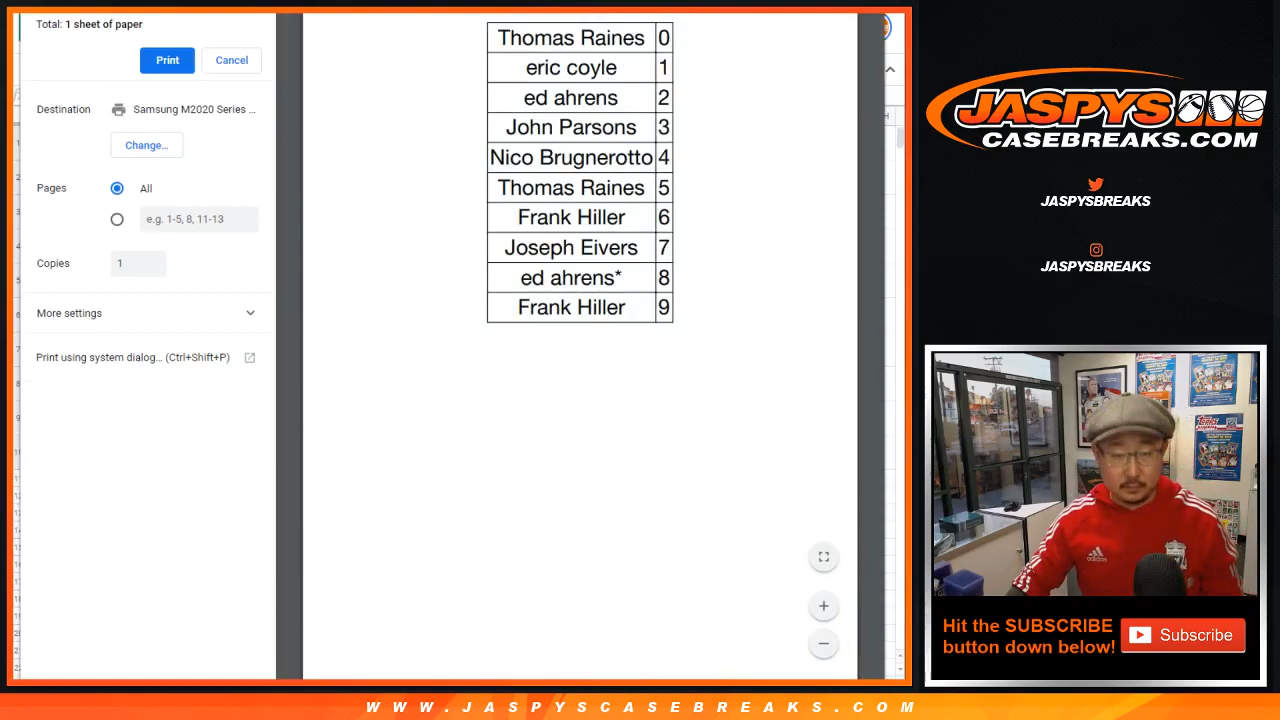 Total: 1 sheet of paper
Print
Cancel
Destination
Samsung M2020 Series ...
Change...
Pages
All
e.g. 1-5, 8, 11-13
Copies
1
More settings
Print using system dialog... (Ctrl+Shift+P)
Thomas Raines 0
eric coyle 1
ed ahrens 2
John Parsons 3
Nico Brugnerotto 4
Thomas Raines 5
Frank Hiller 6
Joseph Eivers 7
ed ahrens* 8
Frank Hiller 9
H
JASPYS
CASEBREAKS.COM
JASPYSBREAKS
JASPYSBREAKS
Topps
adidas
Hit the SUBSCRIBE
button down below!
Subscribe
WWW.JASPYSCASEBREAKS.COM